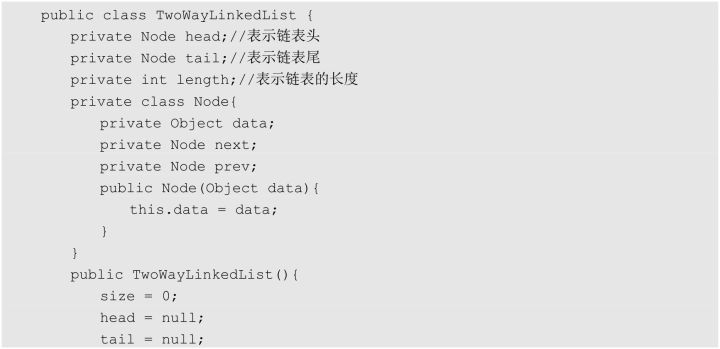 public class TwoWayLinkedList {
private Node head;//表示链表头
private Node tail;//表示链表尾
private int length;//表示链表的长度
private class Node{
private Object data;
private Node next;
private Node prev;
public Node(Object data){
this.data = data;
}
}
public TwoWayLinkedList(){
size = 0;
head = null;
tail = null;